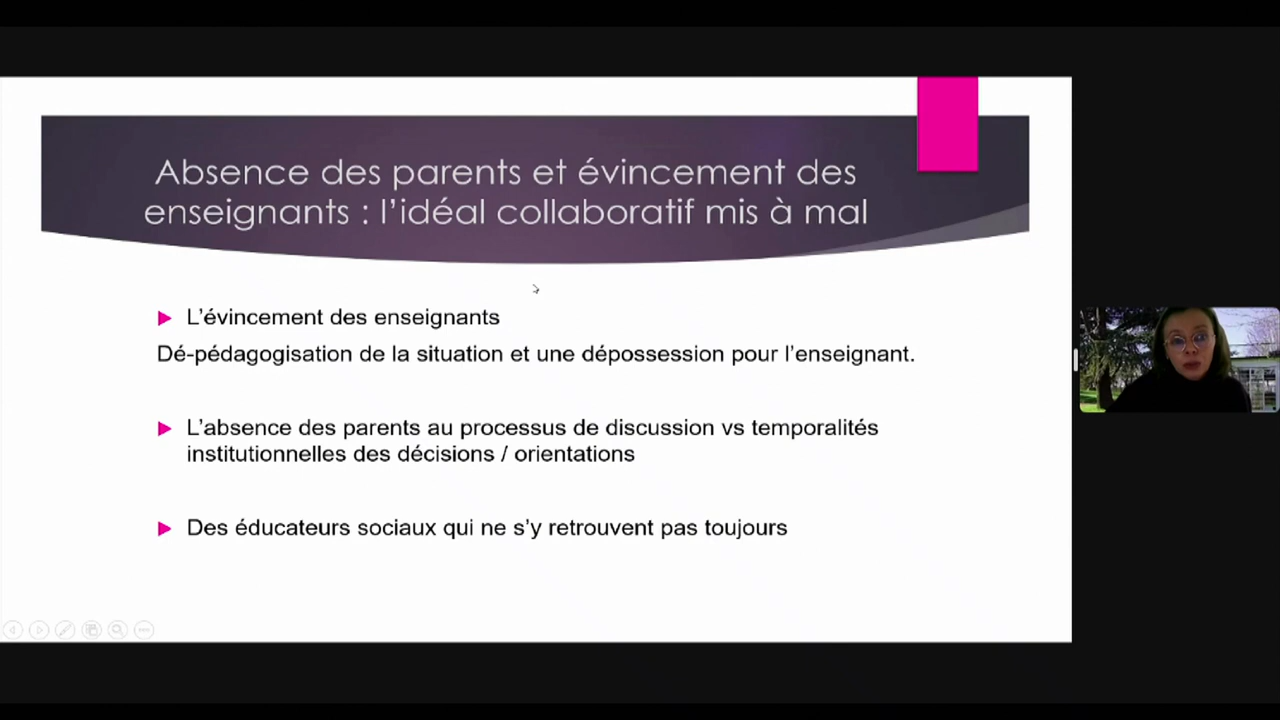 Absence des parents et évincement des
enseignants : l’idéal collaboratif mis à mal
L’évincement des enseignants
Dé-pédagogisation de la situation et une dépossession pour l’enseignant.
L’absence des parents au processus de discussion vs temporalités
institutionnelles des décisions / orientations
Des éducateurs sociaux qui ne s’y retrouvent pas toujours